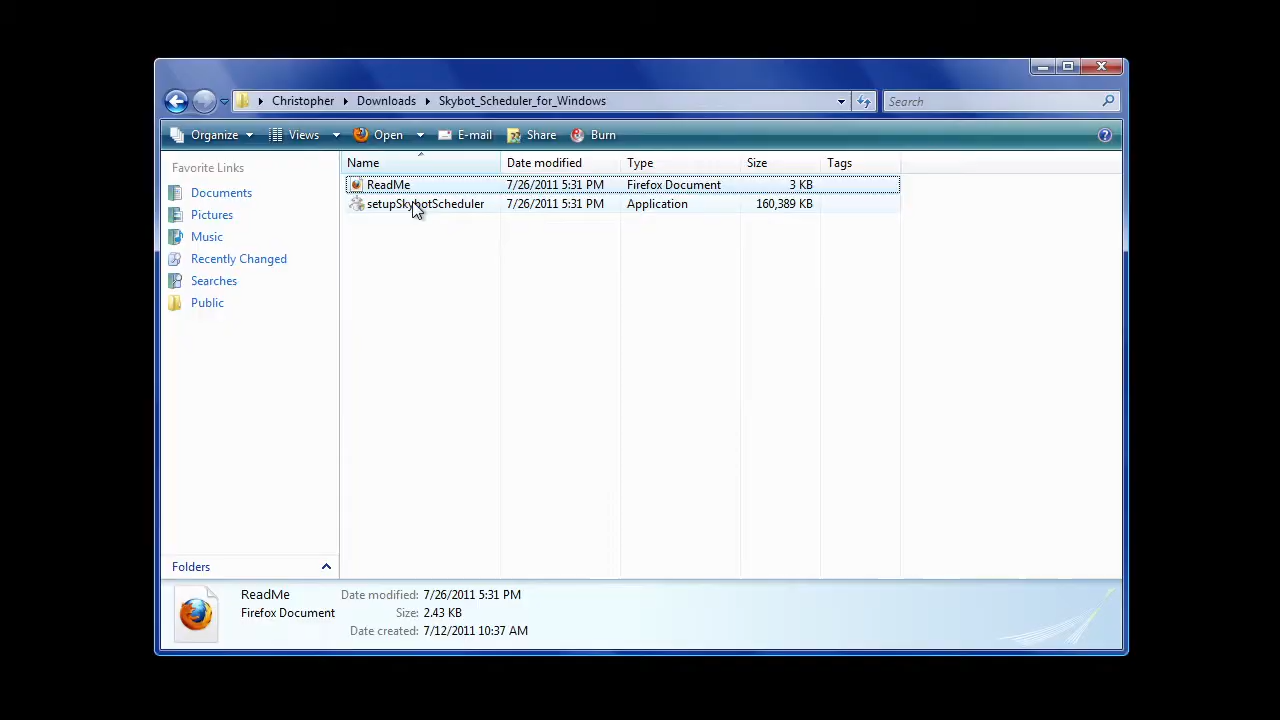 Christopher Downloads Skybot_Scheduler_for_Windows Search
Organize Views Open E-mail Share Burn
Favorite Links
Documents
Pictures
Music
Recently Changed
Searches
Public
Folders
Name Date modified Type Size Tags
ReadMe 7/26/2011 5:31 PM Firefox Document 3 KB
setupSkybotScheduler 7/26/2011 5:31 PM Application 160,389 KB
ReadMe Date modified: 7/26/2011 5:31 PM
Firefox Document Size: 2.43 KB
Date created: 7/12/2011 10:37 AM